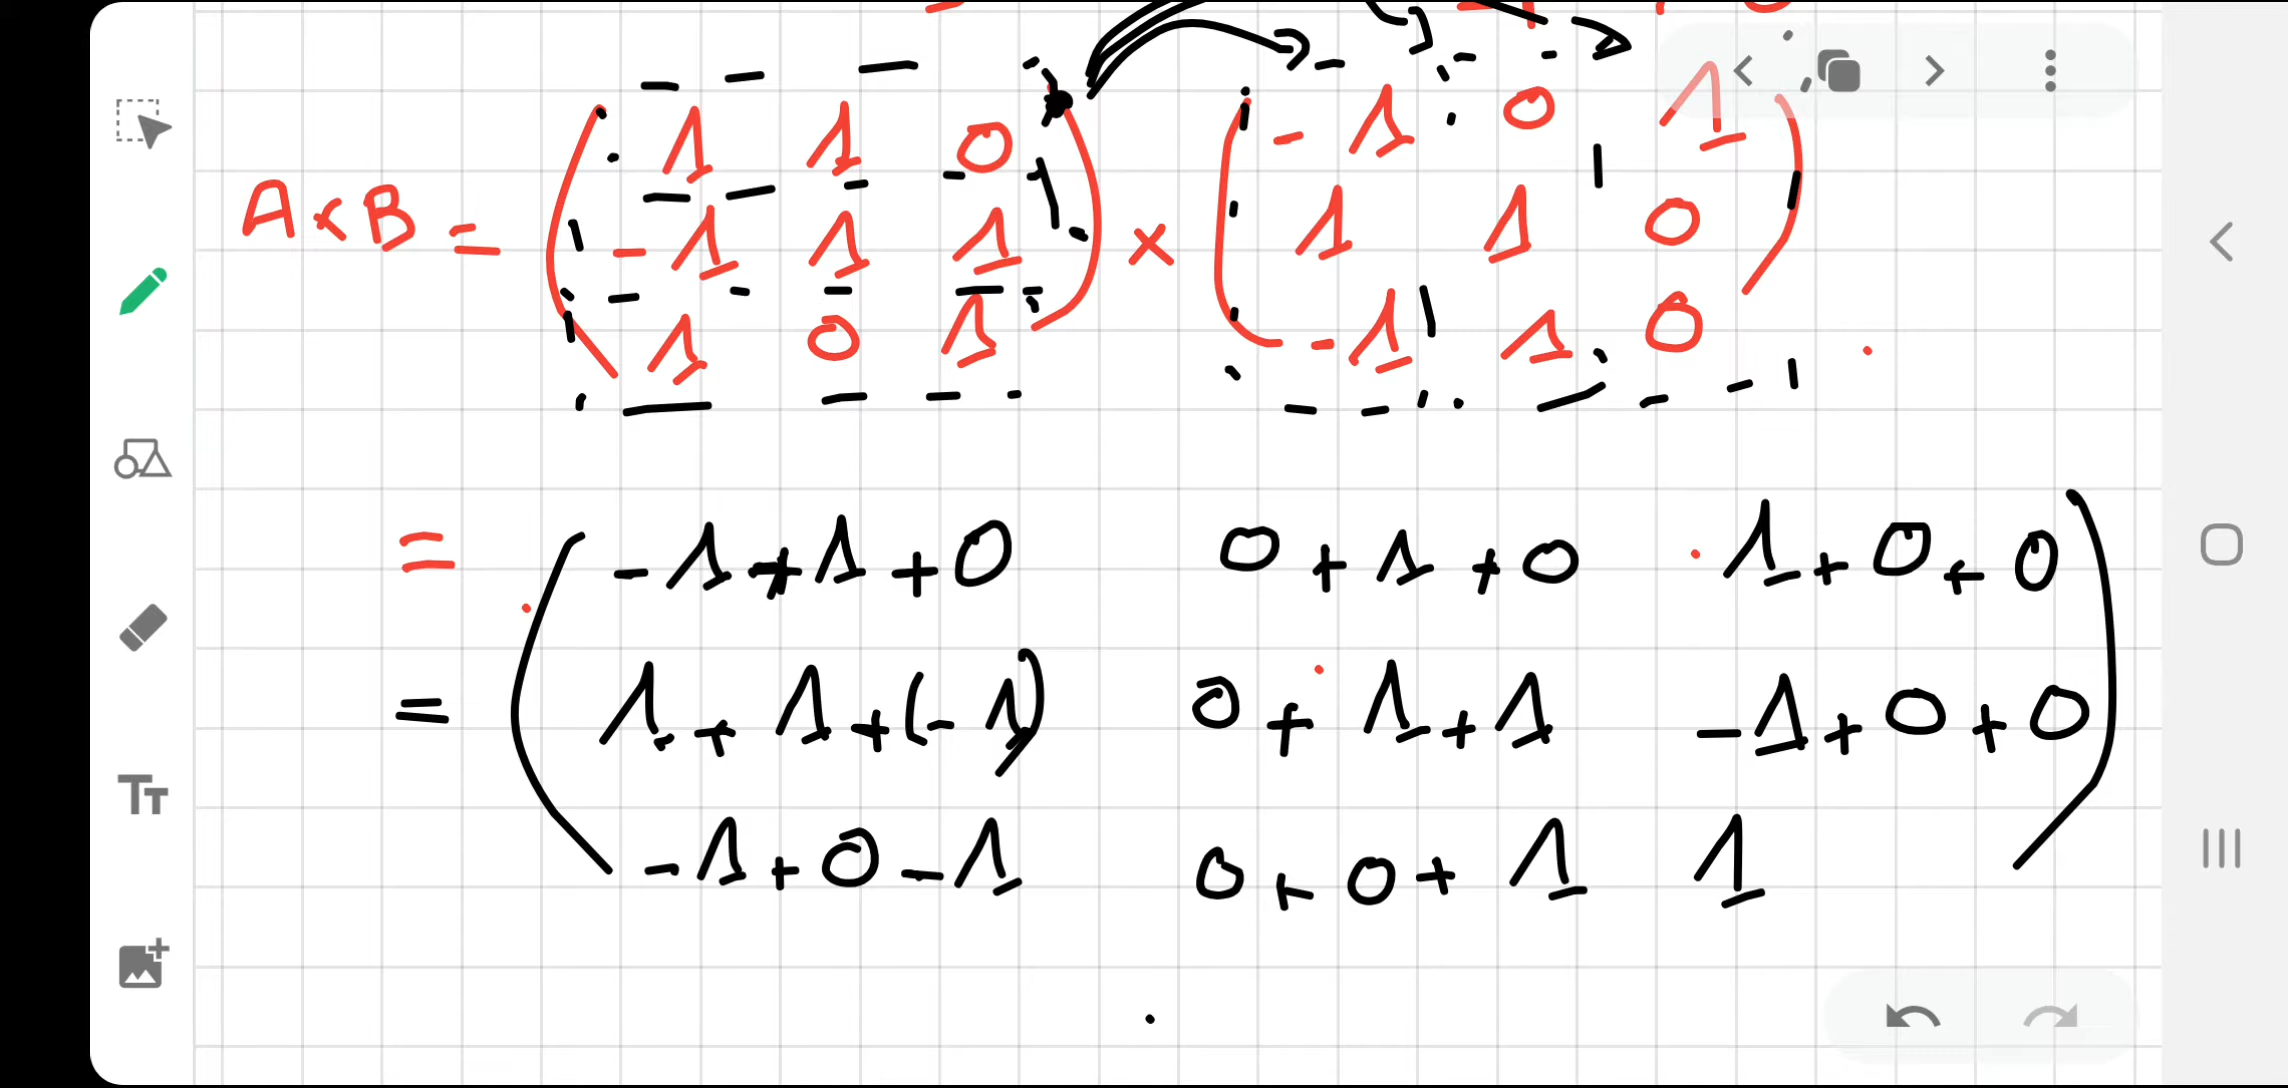 1 1 0 - 1 0 1
A×B = - 1 1 1 × 1 1 0
1 0 1 - 1 1 0
= -1+1+0 0+1+0 1+0+0
= 1+1+(-1) 0+1+1 -1+0+0
-1+0-1 0+0+1 1
Tт